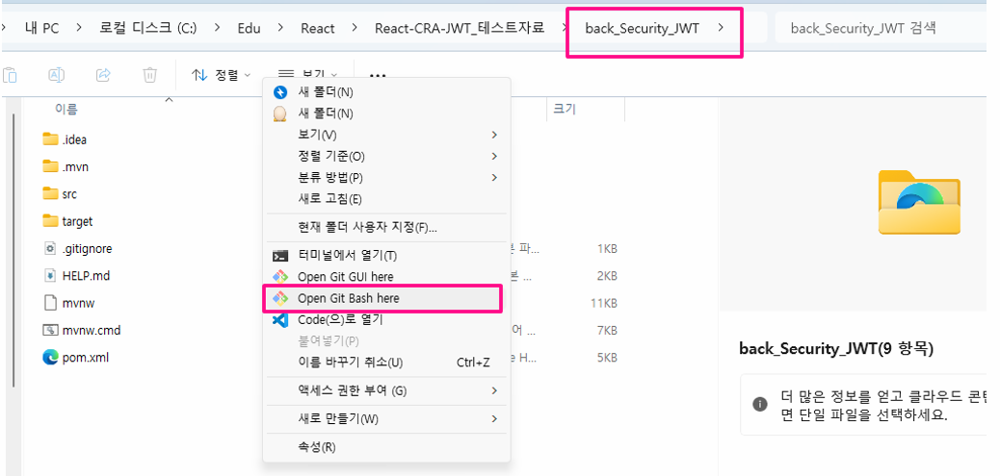 내 PC > 로컬 디스크 (C:) > Edu > React > React-CRA-JWT_테스트자료 > back_Security_JWT >
back_Security_JWT 검색
정렬
보기
이름
크기
.idea
.mvn
src
target
.gitignore
HELP.md
mvnw
mvnw.cmd
pom.xml
새 폴더(N)
새 폴더(N)
보기(V)
정렬 기준(O)
분류 방법(P)
새로 고침(E)
현재 폴더 사용자 지정(F)...
터미널에서 열기(T)
Open Git GUI here
Open Git Bash here
Code(으)로 열기
붙여넣기(P)
이름 바꾸기 취소(U) Ctrl+Z
액세스 권한 부여 (G)
새로 만들기(W)
속성(R)
1KB
2KB
11KB
7KB
5KB
back_Security_JWT(9 항목)
더 많은 정보를 얻고 클라우드 콘텐
면 단일 파일을 선택하세요.